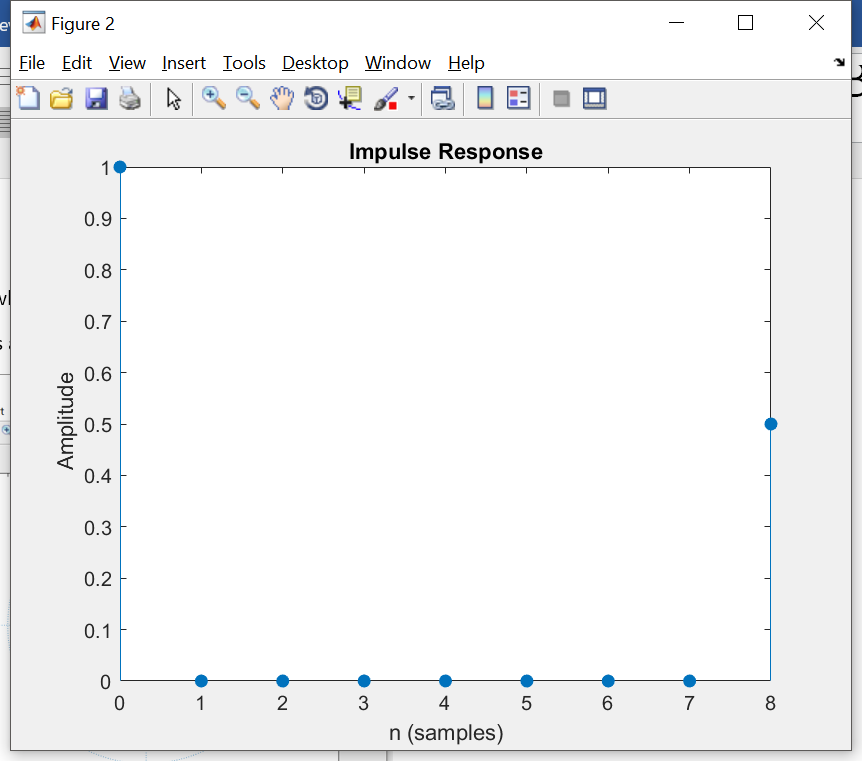 Figure 2
File Edit View Insert Tools Desktop Window Help
Impulse Response
1
0.9
0.8
0.7
0.6
0.5
0.4
0.3
0.2
0.1
0
Amplitude
0 1 2 3 4 5 6 7 8
n (samples)